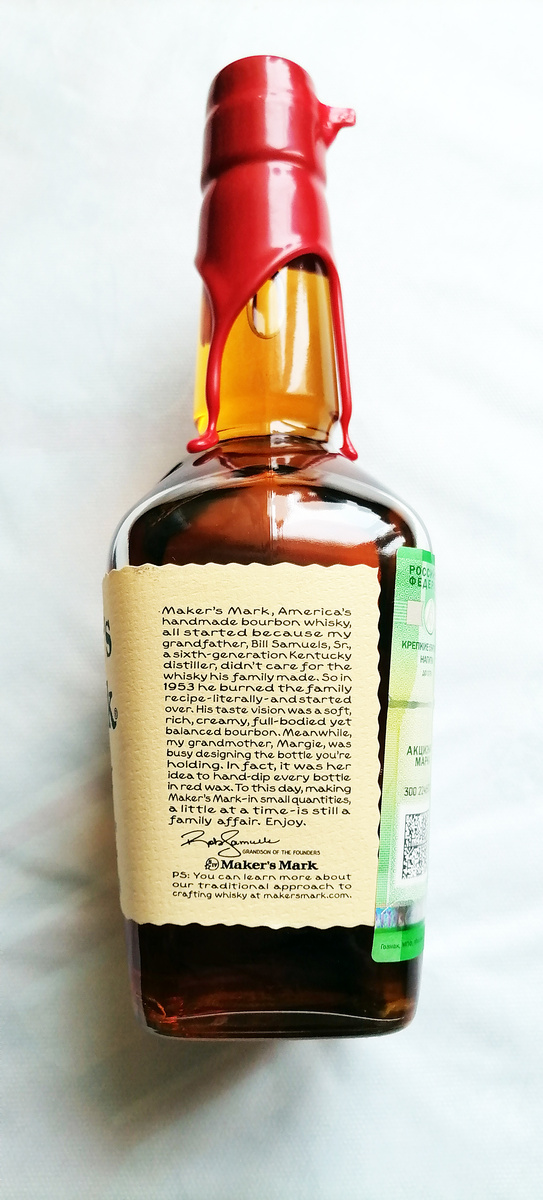 Maker's Mark, America's
handmade bourbon whisky,
all started because my
grandfather, Bill Samuels, Sr.,
a sixth-generation Kentucky
distiller, didn't care for the
whisky his family made. So in
1953 he burned the family
recipe-literally-and started
over. His taste vision was a soft,
rich, creamy, full-bodied yet
balanced bourbon. Meanwhile,
my grandmother, Margie, was
busy designing the bottle you're
holding. In fact, it was her
idea to hand-dip every bottle
in red wax. To this day, making
Maker's Mark-in small quantities,
a little at a time-is still a
family affair. Enjoy.
Rob Samuels
GRANDSON OF THE FOUNDERS
Maker's Mark
PS: You can learn more about
our traditional approach to
crafting whisky at makersmark.com.
's
k®